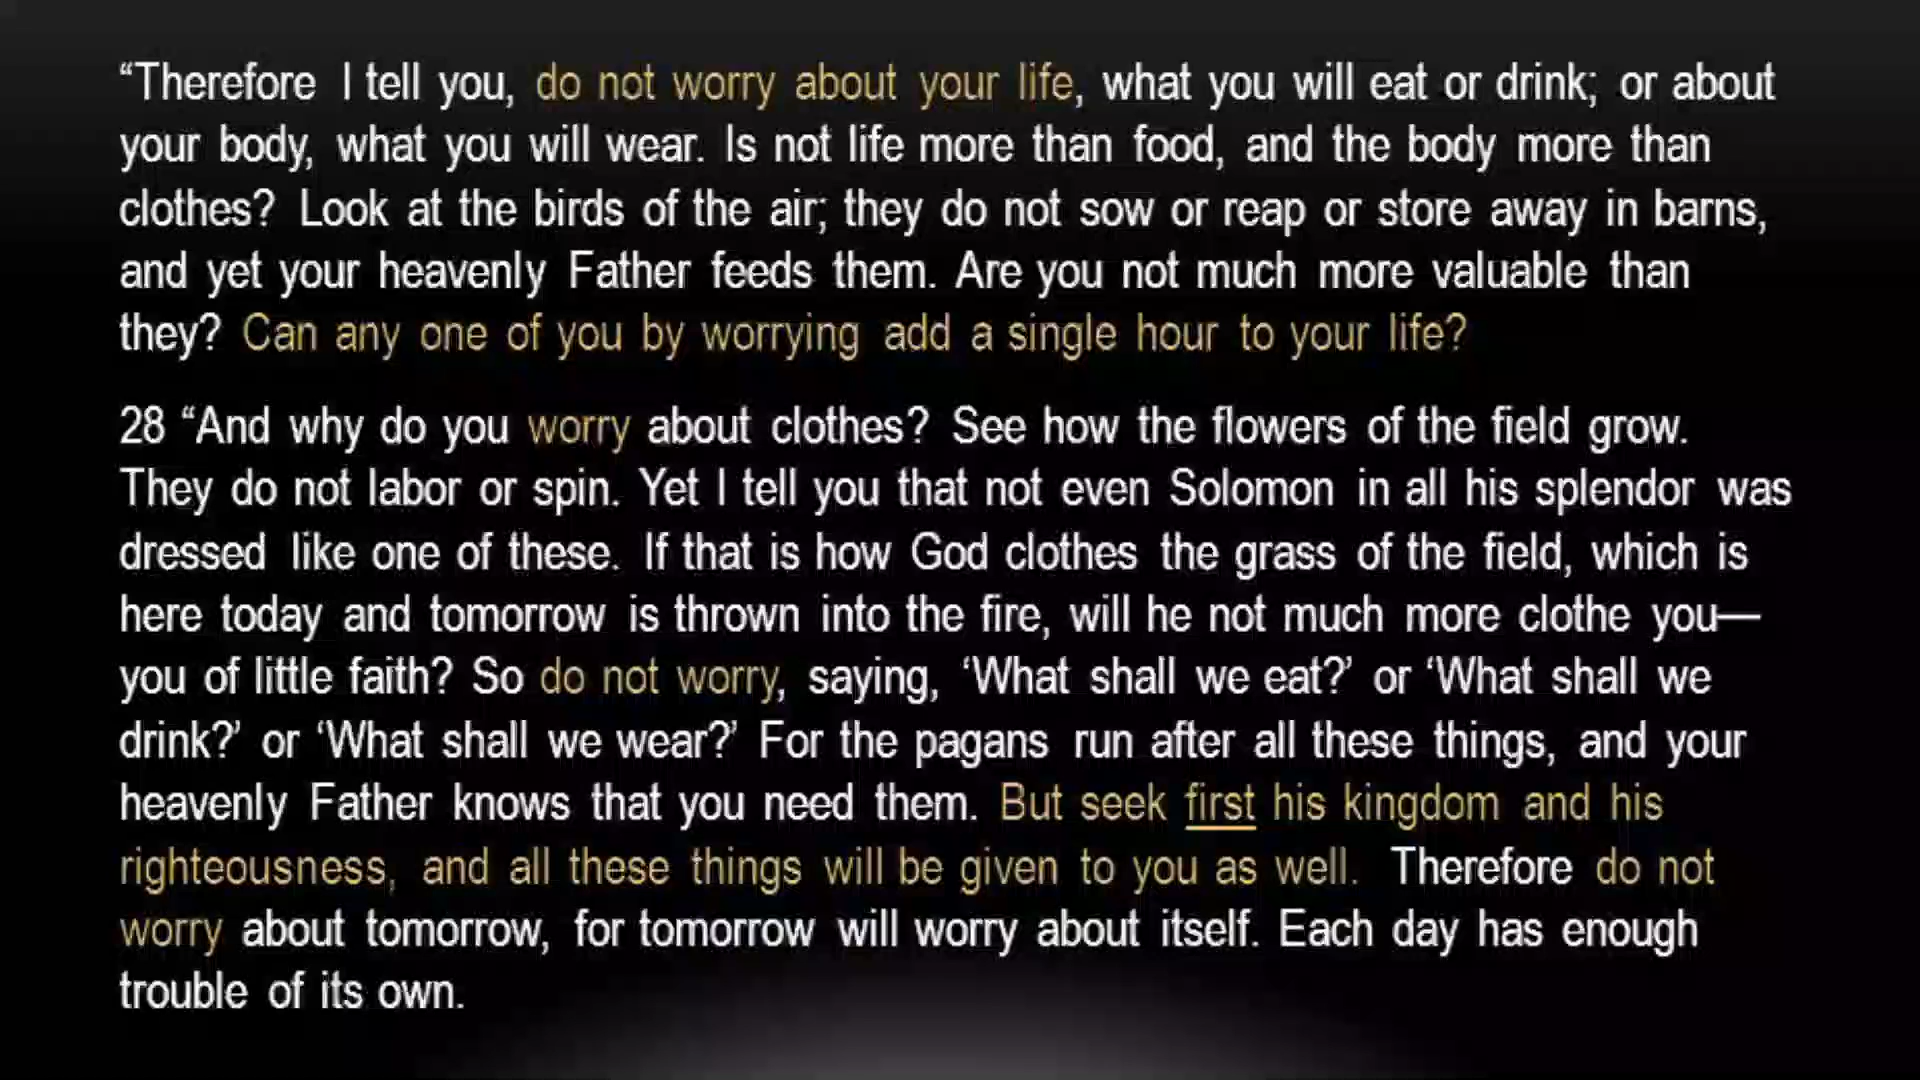 “Therefore I tell you, do not worry about your life, what you will eat or drink; or about
your body, what you will wear. Is not life more than food, and the body more than
clothes? Look at the birds of the air; they do not sow or reap or store away in barns,
and yet your heavenly Father feeds them. Are you not much more valuable than
they? Can any one of you by worrying add a single hour to your life?
28 “And why do you worry about clothes? See how the flowers of the field grow.
They do not labor or spin. Yet I tell you that not even Solomon in all his splendor was
dressed like one of these. If that is how God clothes the grass of the field, which is
here today and tomorrow is thrown into the fire, will he not much more clothe you—
you of little faith? So do not worry, saying, ‘What shall we eat?’ or ‘What shall we
drink?’ or ‘What shall we wear?’ For the pagans run after all these things, and your
heavenly Father knows that you need them. But seek first his kingdom and his
righteousness, and all these things will be given to you as well. Therefore do not
worry about tomorrow, for tomorrow will worry about itself. Each day has enough
trouble of its own.